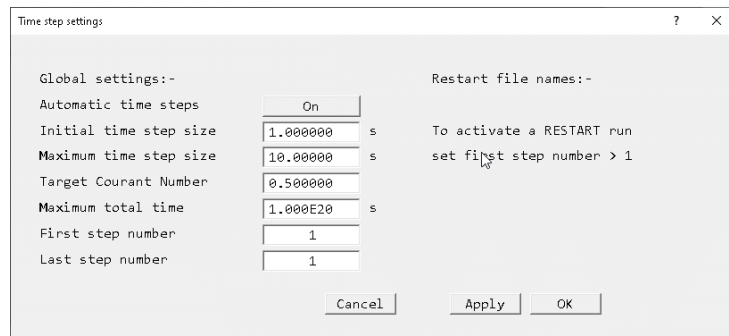 Time step settings ? ×
Global settings:- Restart file names:-
Automatic time steps On
Initial time step size 1.000000 s To activate a RESTART run
Maximum time step size 10.00000 s set first step number > 1
Target Courant Number 0.500000
Maximum total time 1.000E20 s
First step number 1
Last step number 1
Cancel Apply OK